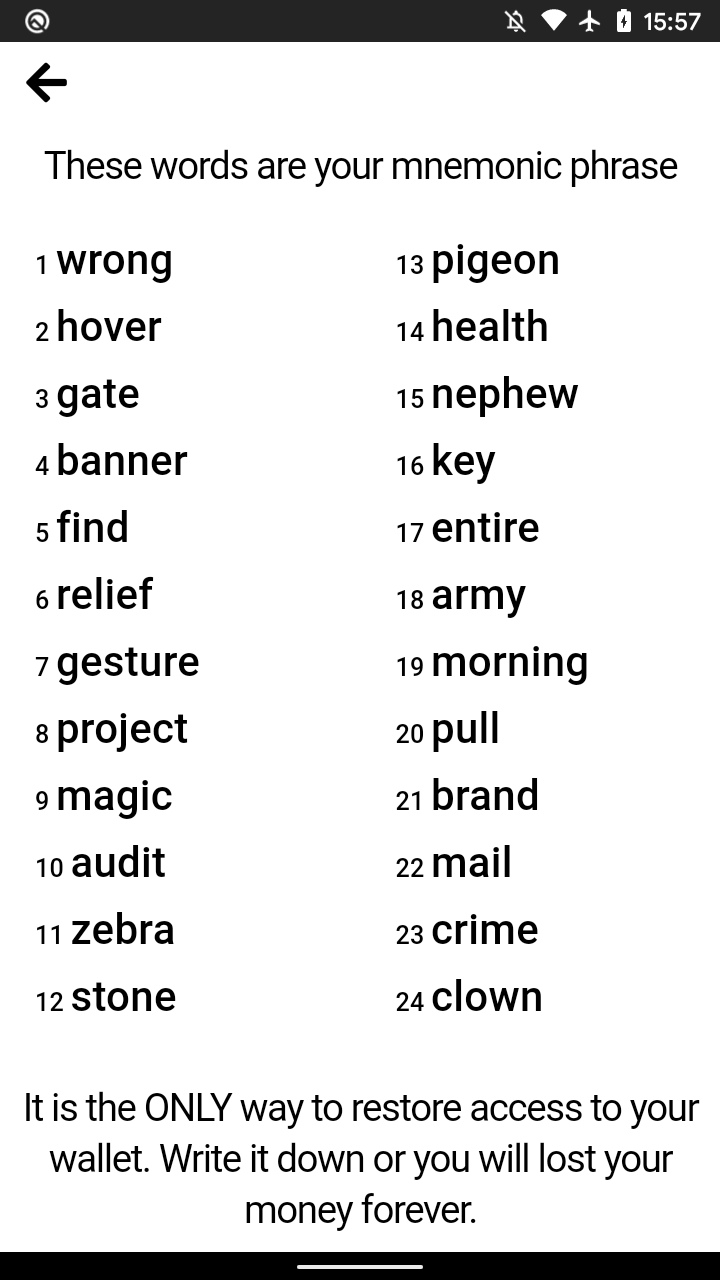 15:57
These words are your mnemonic phrase
1 wrong
2 hover
3 gate
4 banner
5 find
6 relief
7 gesture
8 project
9 magic
10 audit
11 zebra
12 stone
13 pigeon
14 health
15 nephew
16 key
17 entire
18 army
19 morning
20 pull
21 brand
22 mail
23 crime
24 clown
It is the ONLY way to restore access to your
wallet. Write it down or you will lost your
money forever.